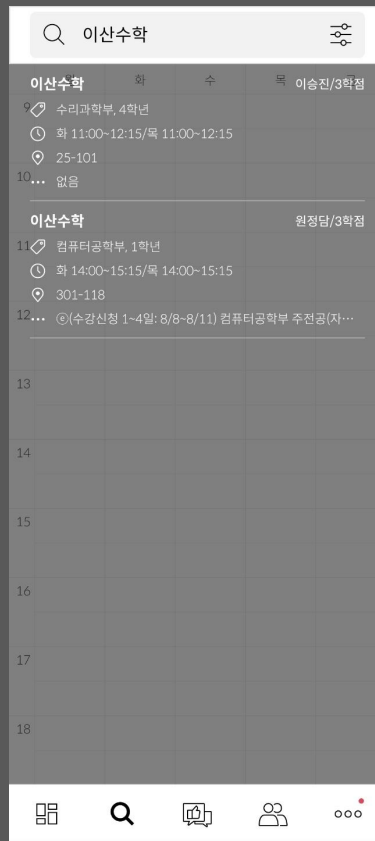 이산수학
월 화 수 목 금
이산수학 이승진/3학점
9
수리과학부, 4학년
화 11:00~12:15/목 11:00~12:15
25-101
10
없음
이산수학 원정담/3학점
11
컴퓨터공학부, 1학년
화 14:00~15:15/목 14:00~15:15
301-118
12
ⓔ(수강신청 1~4일: 8/8~8/11) 컴퓨터공학부 주전공(자…
13
14
15
16
17
18